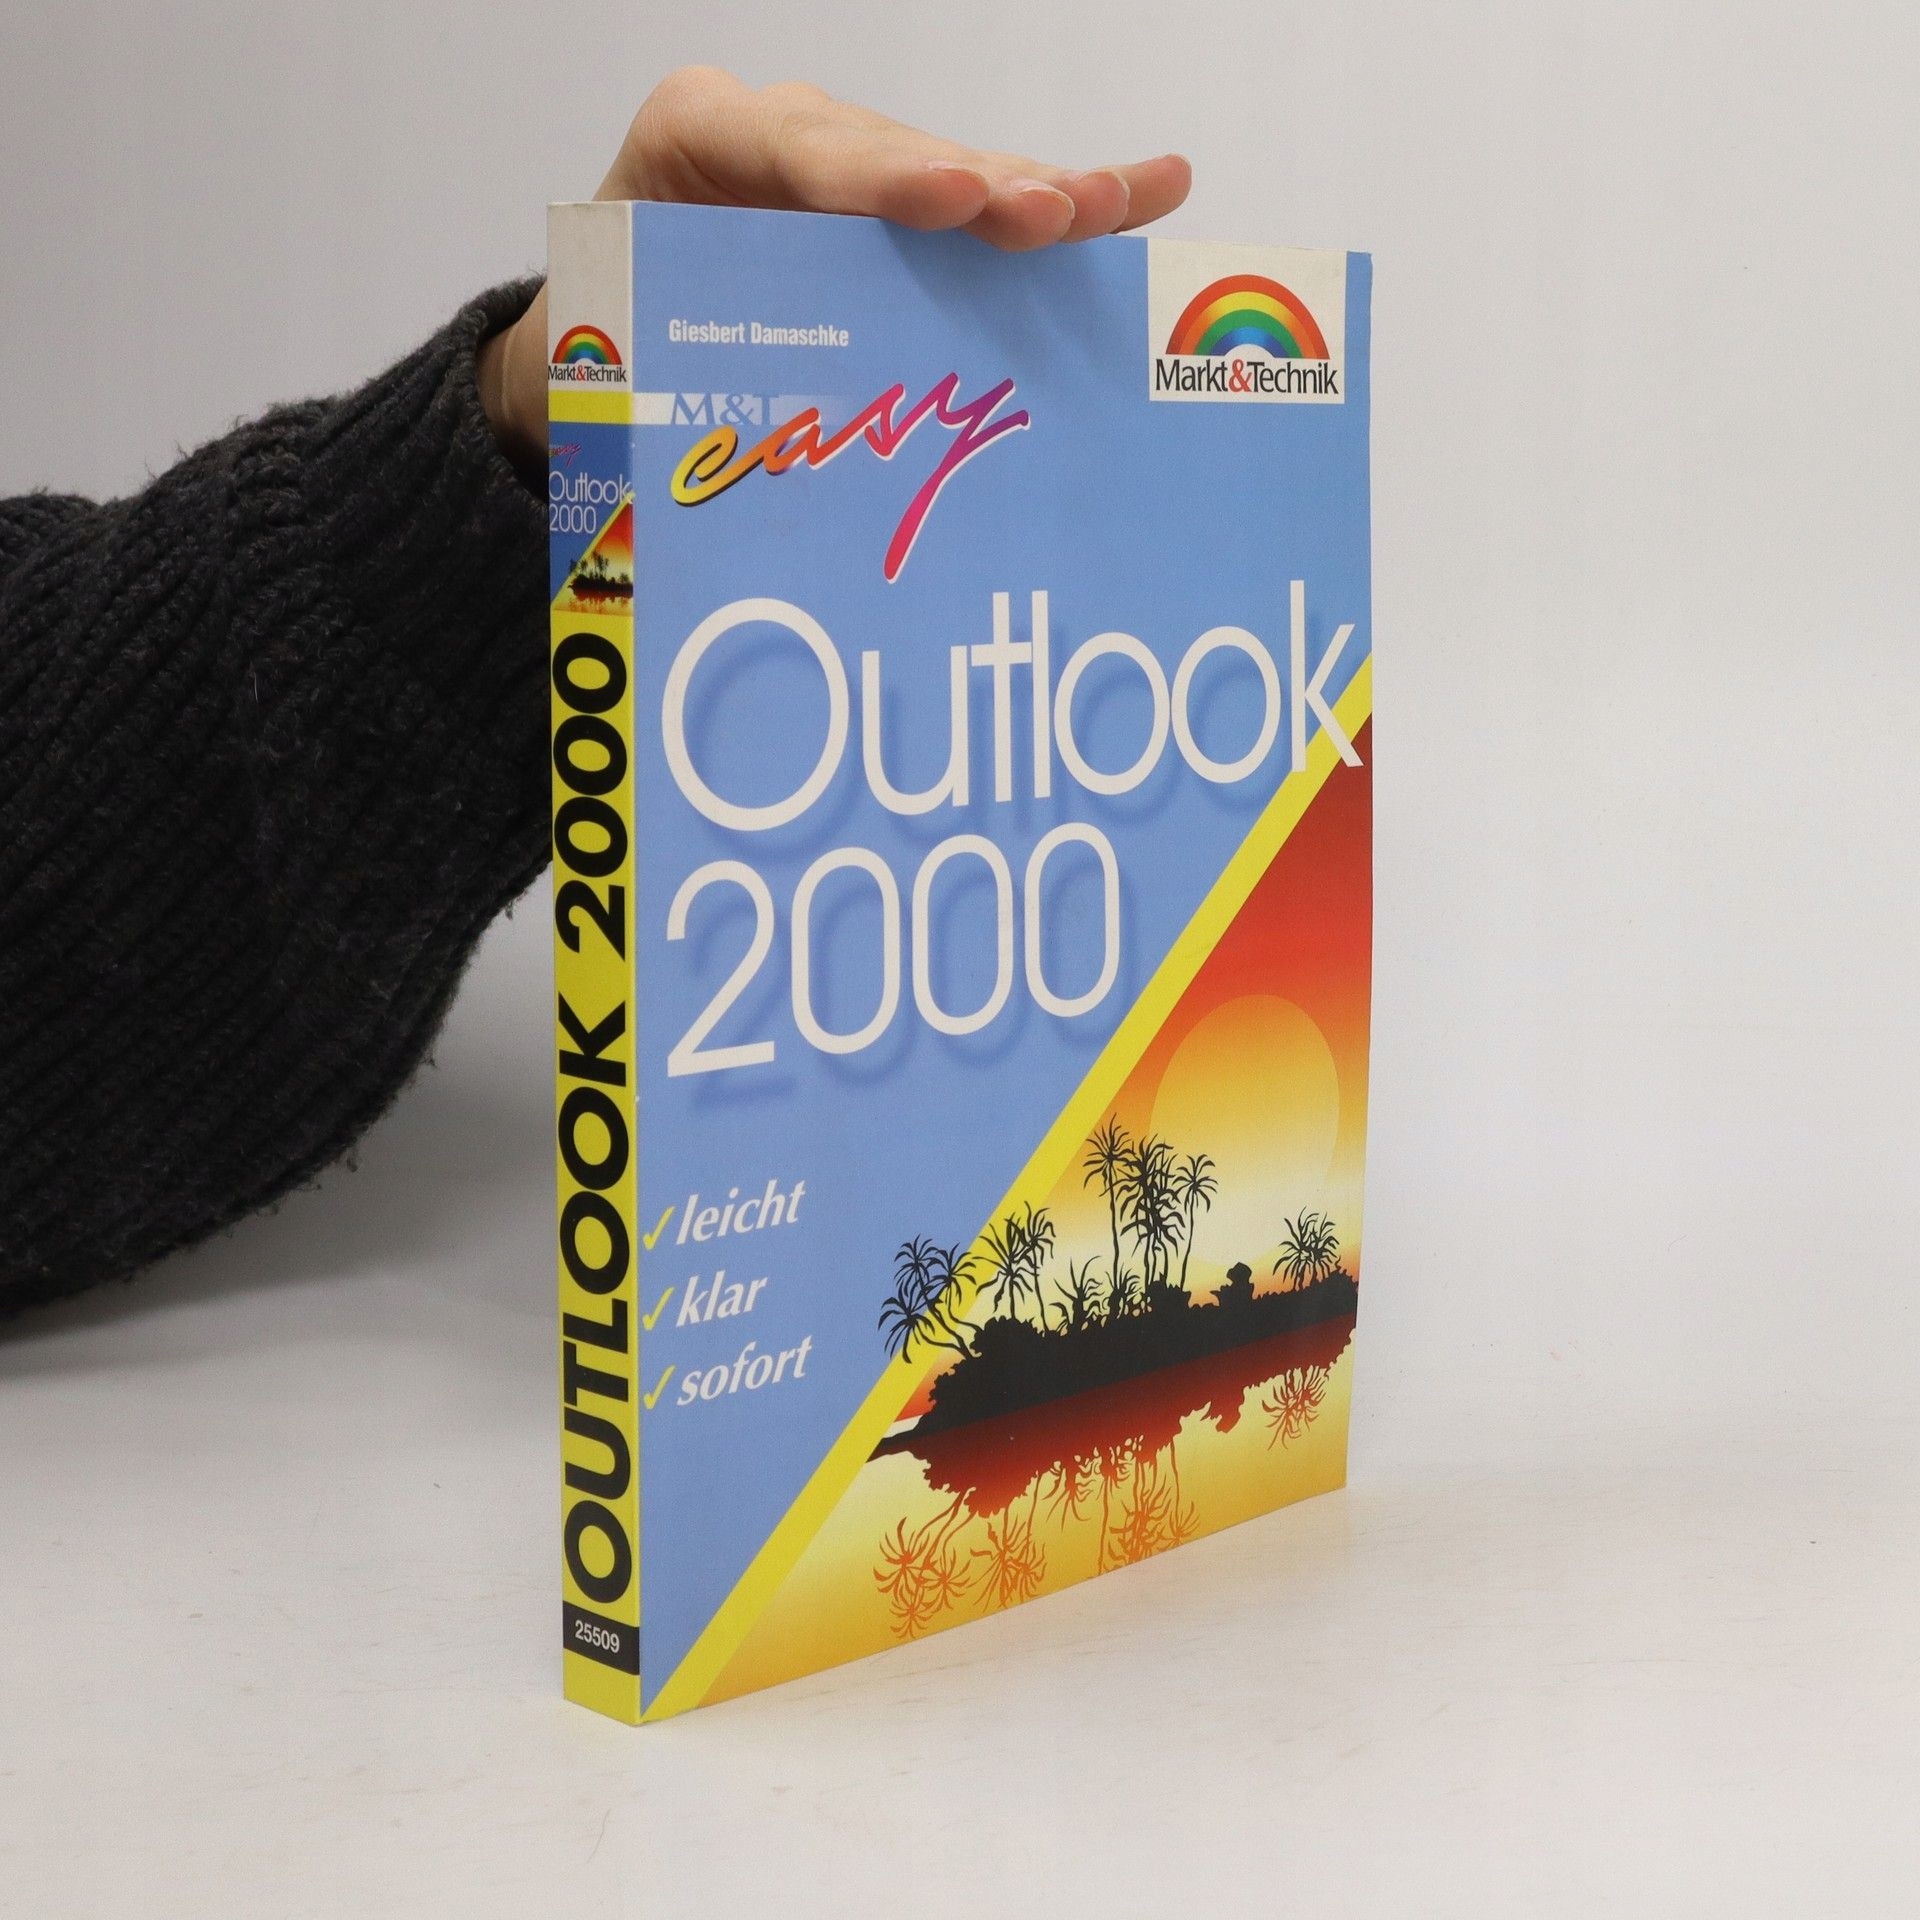 Giesbert Damaschke
M&T
easy
Markt&Technik
Outlook
2000
✓ leicht
✓ klar
✓ sofort
Markt&Technik
easy
Outlook
2000
OUTLOOK 2000
25509